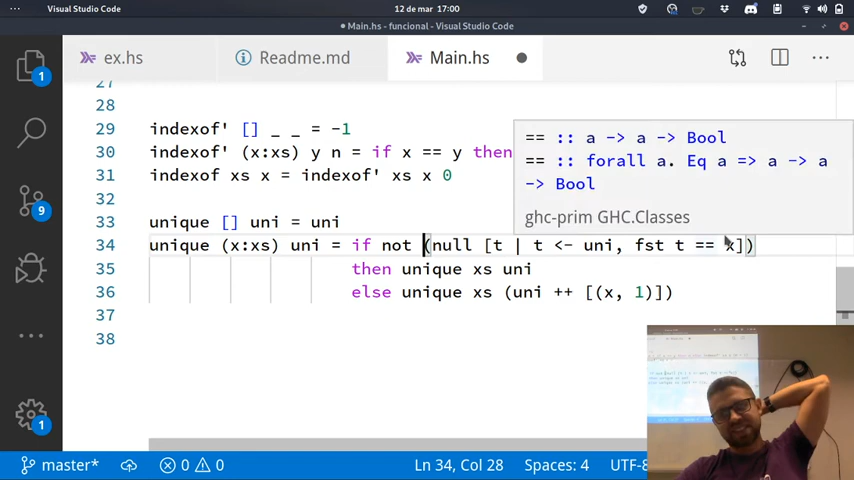 Visual Studio Code
12 de mar 17:00
Main.hs - funcional - Visual Studio Code
ex.hs
Readme.md
Main.hs
27
28
29 indexof' [] _ _ = -1
30 indexof' (x:xs) y n = if x == y then
31 indexof xs x = indexof' xs x 0
32
33 unique [] uni = uni
34 unique (x:xs) uni = if not (null [t | t <- uni, fst t == x])
35 then unique xs uni
36 else unique xs (uni ++ [(x, 1)])
37
38
== :: a -> a -> Bool
== :: forall a. Eq a => a -> a
-> Bool
ghc-prim GHC.Classes
1
9
1
master*
0 0
Ln 34, Col 28
Spaces: 4
UTF-8